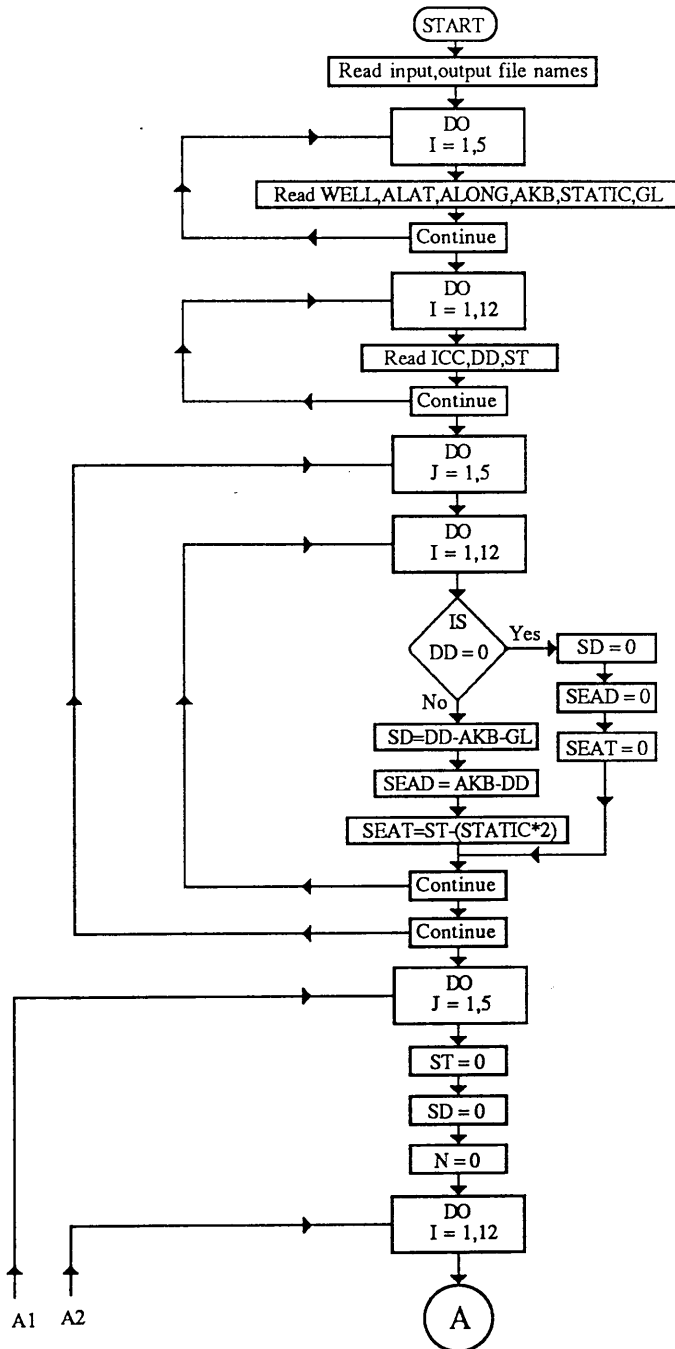 START
Read input,output file names
DO
I = 1,5
Read WELL,ALAT,ALONG,AKB,STATIC,GL
Continue
DO
I = 1,12
Read ICC,DD,ST
Continue
DO
J = 1,5
DO
I = 1,12
IS
DD = 0
Yes
SD = 0
SEAD = 0
SEAT = 0
No
SD=DD-AKB-GL
SEAD = AKB-DD
SEAT=ST-(STATIC*2)
Continue
Continue
DO
J = 1,5
ST = 0
SD = 0
N = 0
DO
I = 1,12
A1
A2
A